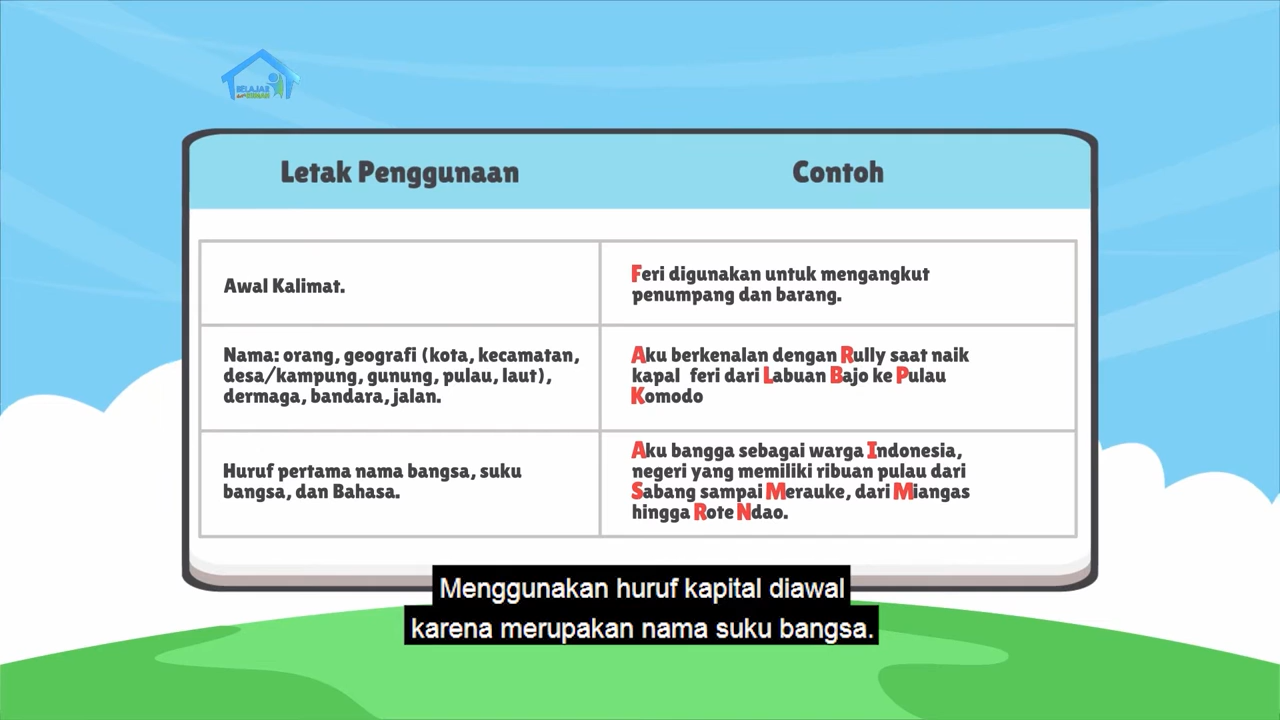 BELAJAR
dari RUMAH
Letak Penggunaan
Contoh
Awal Kalimat.
Feri digunakan untuk mengangkut
penumpang dan barang.
Nama: orang, geografi (kota, kecamatan,
desa/kampung, gunung, pulau, laut),
dermaga, bandara, jalan.
Aku berkenalan dengan Rully saat naik
kapal feri dari Labuan Bajo ke Pulau
Komodo
Huruf pertama nama bangsa, suku
bangsa, dan Bahasa.
Aku bangga sebagai warga Indonesia,
negeri yang memiliki ribuan pulau dari
Sabang sampai Merauke, dari Miangas
hingga Rote Ndao.
Menggunakan huruf kapital diawal
karena merupakan nama suku bangsa.